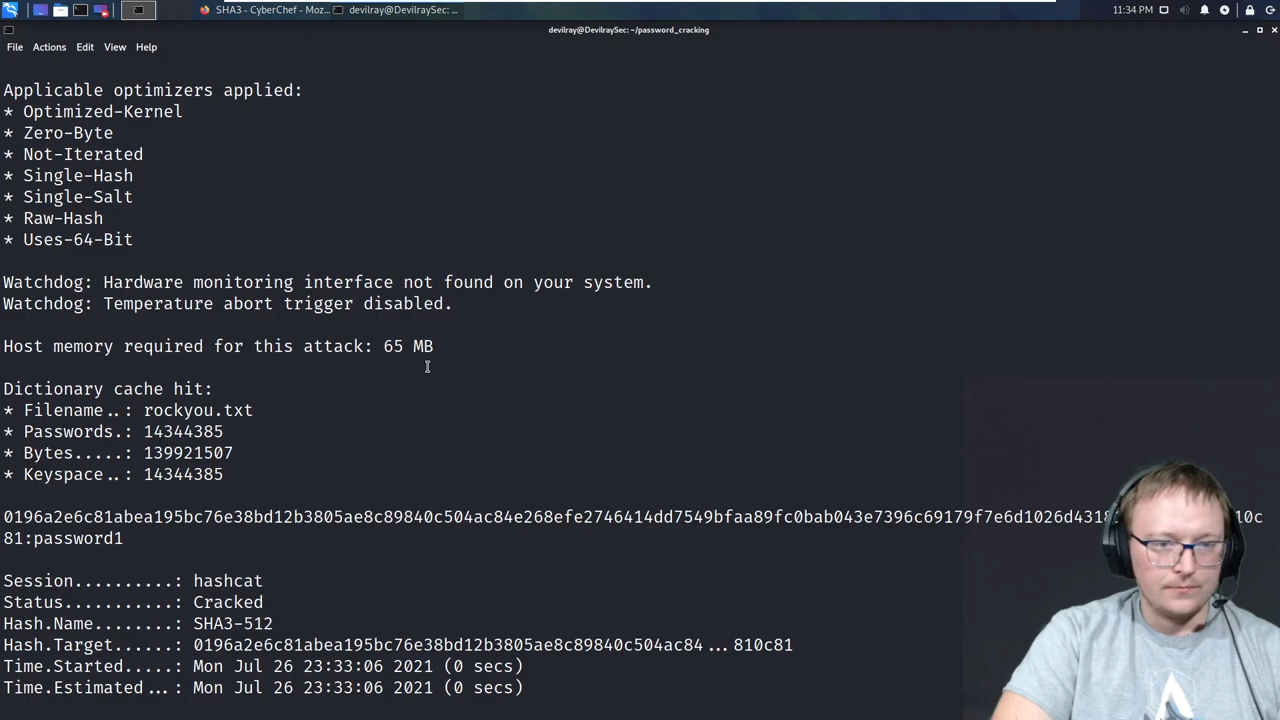 SHA3 - CyberChef - Moz...
devilray@DevilraySec: ~...
11:34 PM
devilray@DevilraySec: ~/password_cracking
File Actions Edit View Help
Applicable optimizers applied:
* Optimized-Kernel
* Zero-Byte
* Not-Iterated
* Single-Hash
* Single-Salt
* Raw-Hash
* Uses-64-Bit
Watchdog: Hardware monitoring interface not found on your system.
Watchdog: Temperature abort trigger disabled.
Host memory required for this attack: 65 MB
Dictionary cache hit:
* Filename..: rockyou.txt
* Passwords.: 14344385
* Bytes.....: 139921507
* Keyspace..: 14344385
0196a2e6c81abea195bc76e38bd12b3805ae8c89840c504ac84e268efe2746414dd7549bfaa89fc0bab043e7396c69179f7e6d1026d431
81:password1
Session..........: hashcat
Status...........: Cracked
Hash.Name........: SHA3-512
Hash.Target......: 0196a2e6c81abea195bc76e38bd12b3805ae8c89840c504ac84...810c81
Time.Started.....: Mon Jul 26 23:33:06 2021 (0 secs)
Time.Estimated...: Mon Jul 26 23:33:06 2021 (0 secs)